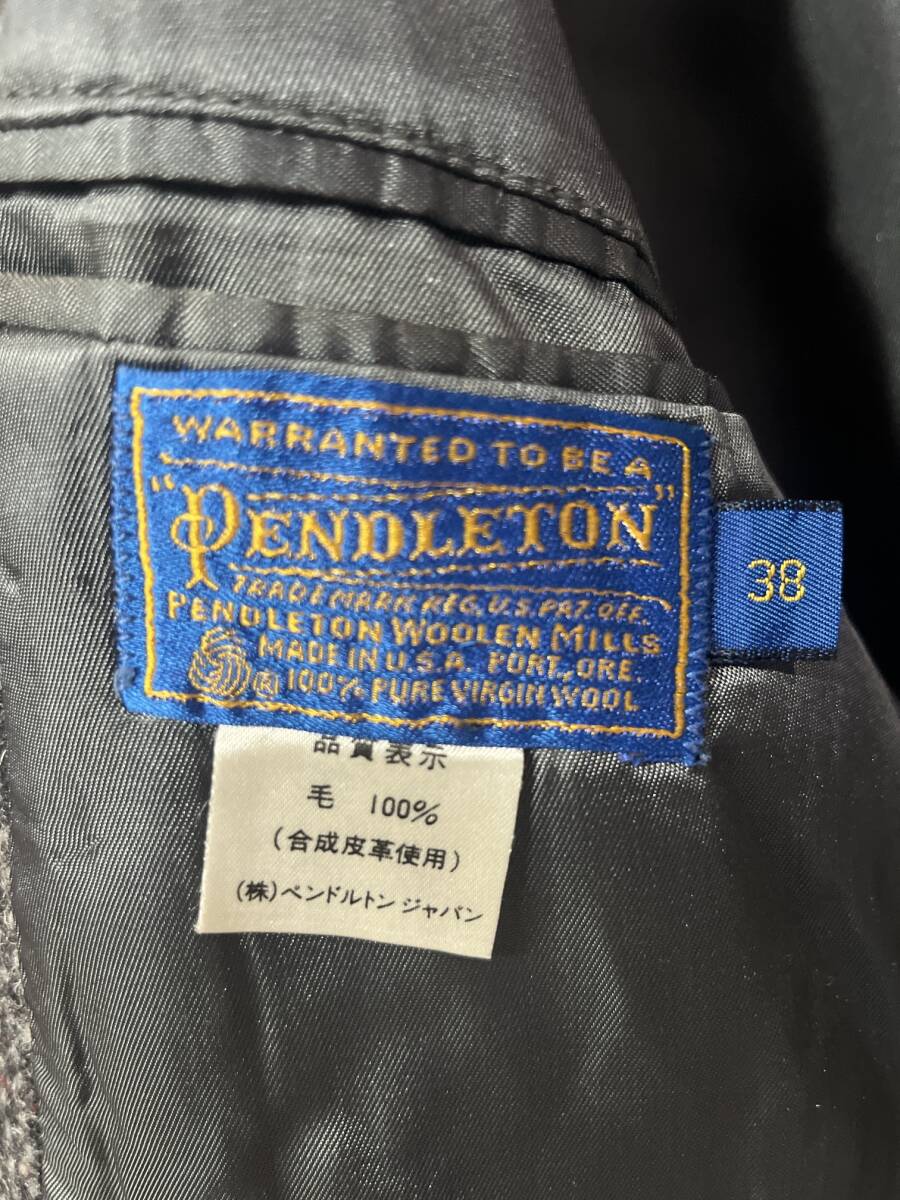 WARRANTED TO BE A
"PENDLETON"
TRADEMARK REG. U.S. PAT. OFF.
PENDLETON WOOLEN MILLS
MADE IN U.S.A. PORT., ORE.
® 100% PURE VIRGIN WOOL
38
品質表示
毛 100%
(合成皮革使用)
(株)ペンドルトン ジャパン